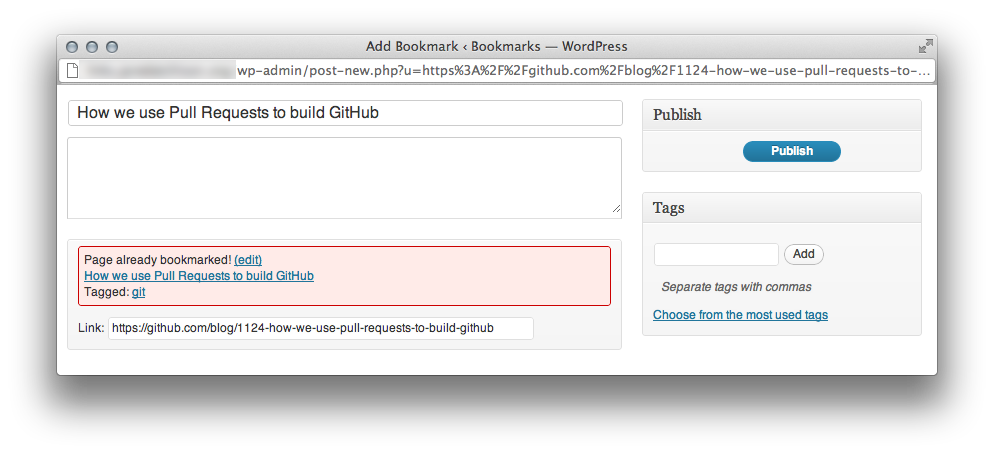 Add Bookmark ‹ Bookmarks — WordPress
wp-admin/post-new.php?u=https%3A%2F%2Fgithub.com%2Fblog%2F1124-how-we-use-pull-requests-to-...
How we use Pull Requests to build GitHub
Page already bookmarked! (edit)
How we use Pull Requests to build GitHub
Tagged: git
Link: https://github.com/blog/1124-how-we-use-pull-requests-to-build-github
Publish
Publish
Tags
Add
Separate tags with commas
Choose from the most used tags